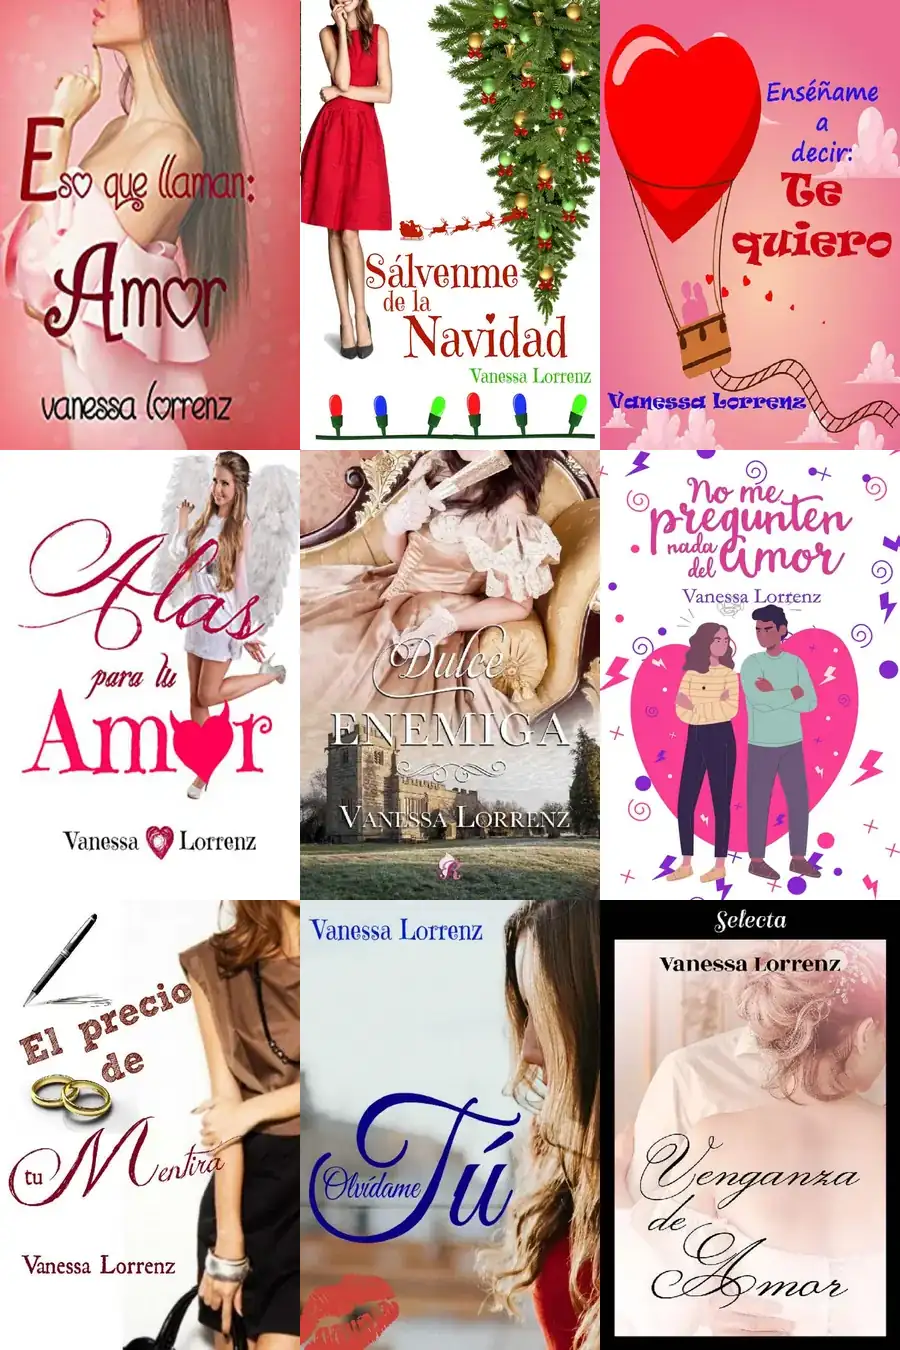 Eso que llaman:
Amor
vanessa lorrenz
Sálvenme
de la
Navidad
Vanessa Lorrenz
Enséñame
a
decir:
Te
quiero
Vanessa Lorrenz
Alas
para tu
Amor
Vanessa Lorrenz
Dulce
ENEMIGA
Vanessa Lorrenz
No me
pregunten
nada
del Amor
Vanessa Lorrenz
El precio
de
tu Mentira
Vanessa Lorrenz
Vanessa Lorrenz
Olvídame Tú
Selecta
Vanessa Lorrenz
Venganza
de
Amor